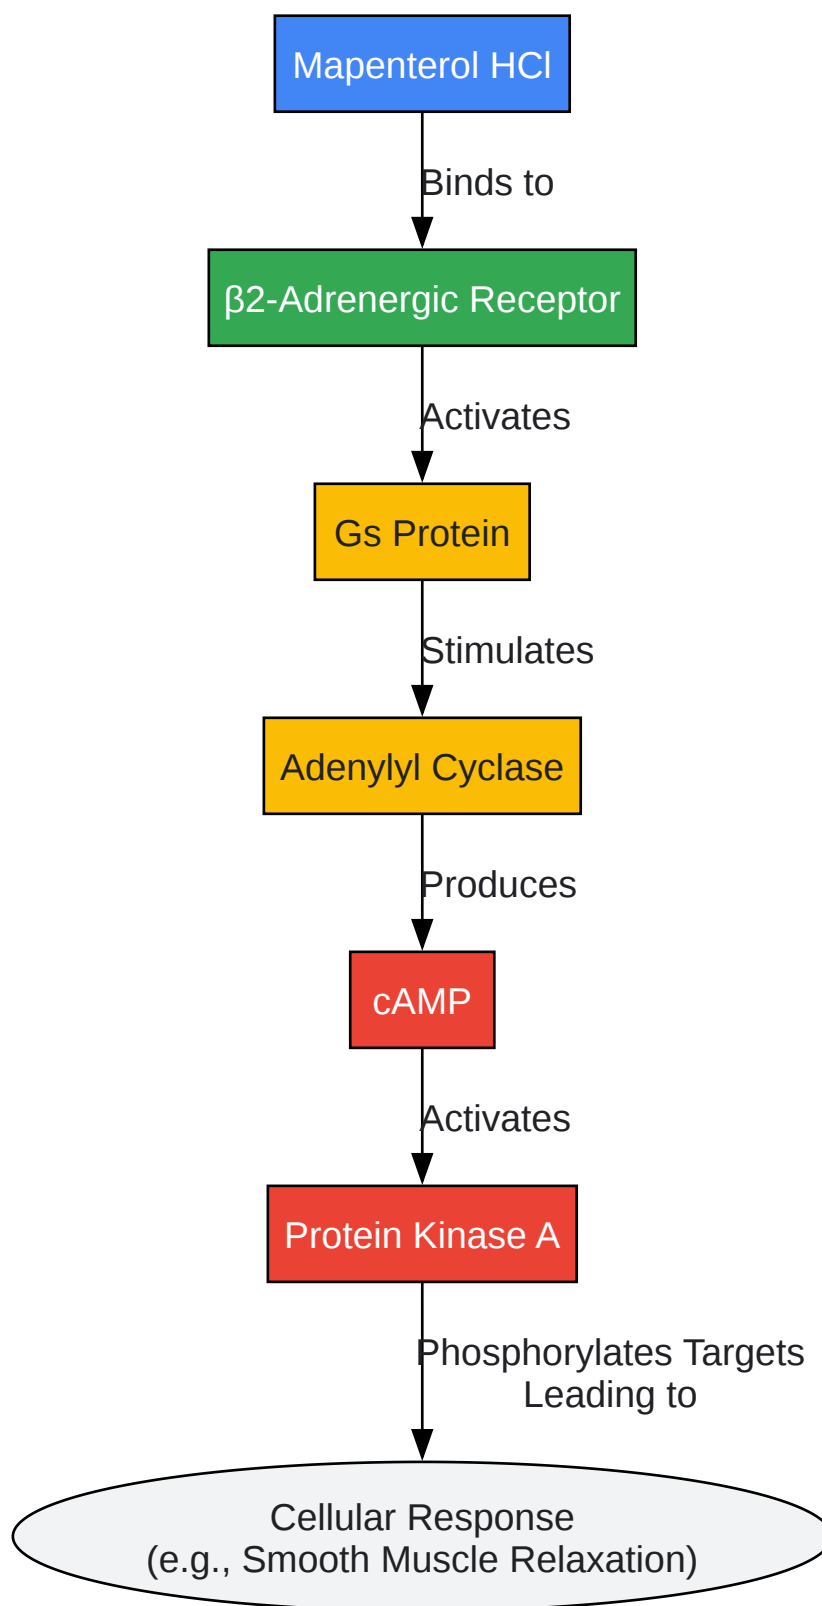 Mapenterol HCl
Binds to
β2-Adrenergic Receptor
Activates
Gs Protein
Stimulates
Adenylyl Cyclase
Produces
cAMP
Activates
Protein Kinase A
Phosphorylates Targets
Leading to
Cellular Response
(e.g., Smooth Muscle Relaxation)